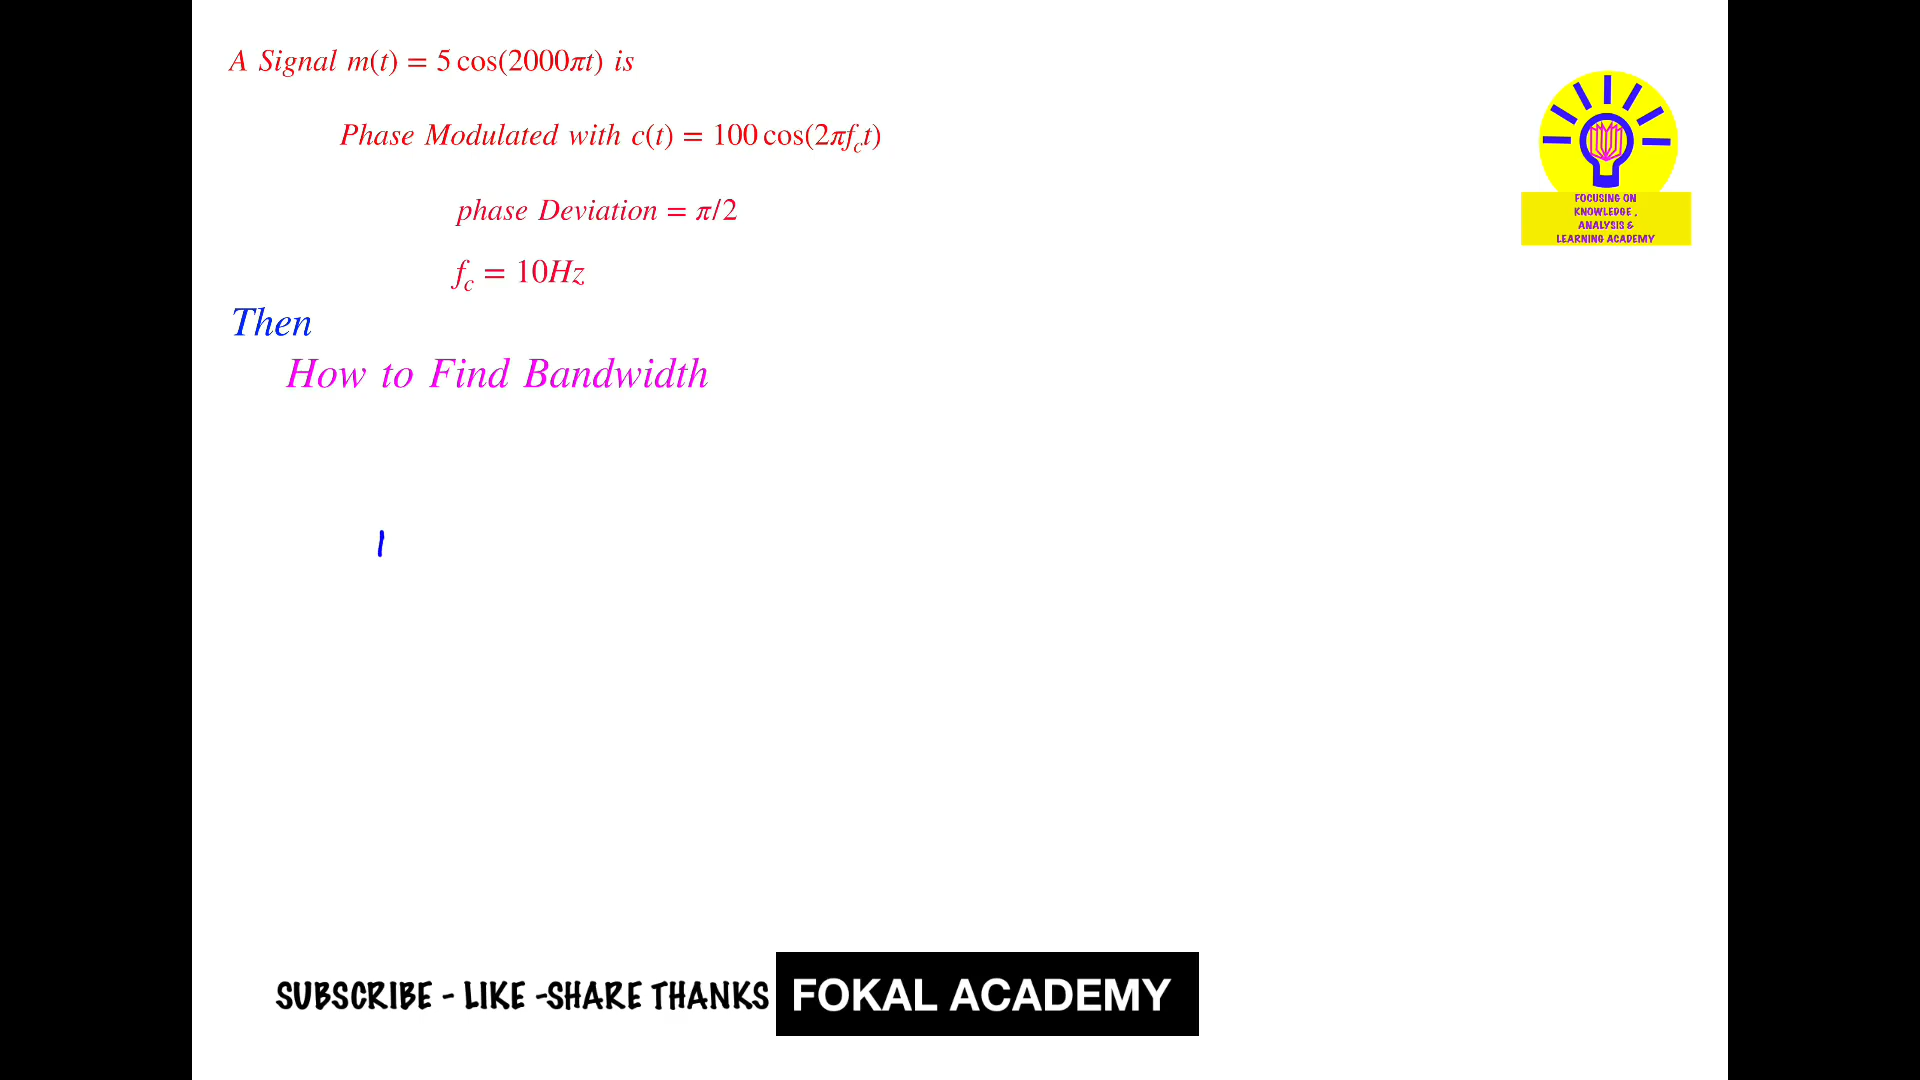 A Signal m(t) = 5 cos(2000πt) is
Phase Modulated with c(t) = 100 cos(2πf_c t)
phase Deviation = π/2
f_c = 10Hz
Then
How to Find Bandwidth
FOCUSING ON
KNOWLEDGE ,
ANALYSIS &
LEARNING ACADEMY
SUBSCRIBE - LIKE -SHARE THANKS FOKAL ACADEMY